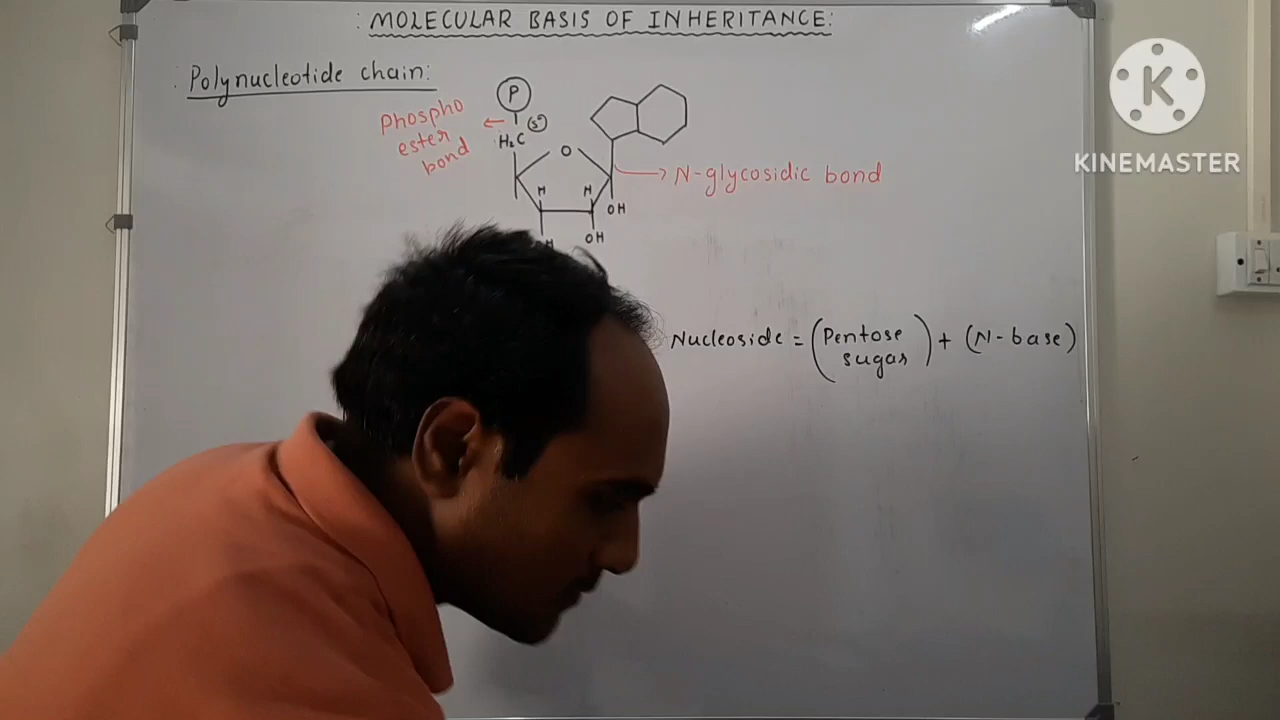 : MOLECULAR BASIS OF INHERITANCE:
: Polynucleotide chain:
P
Phospho
ester
bond
(5')
H₂C
O
N-glycosidic bond
H
H
OH
OH
H
Nucleoside = (Pentose sugar) + (N-base)
K
KINEMASTER